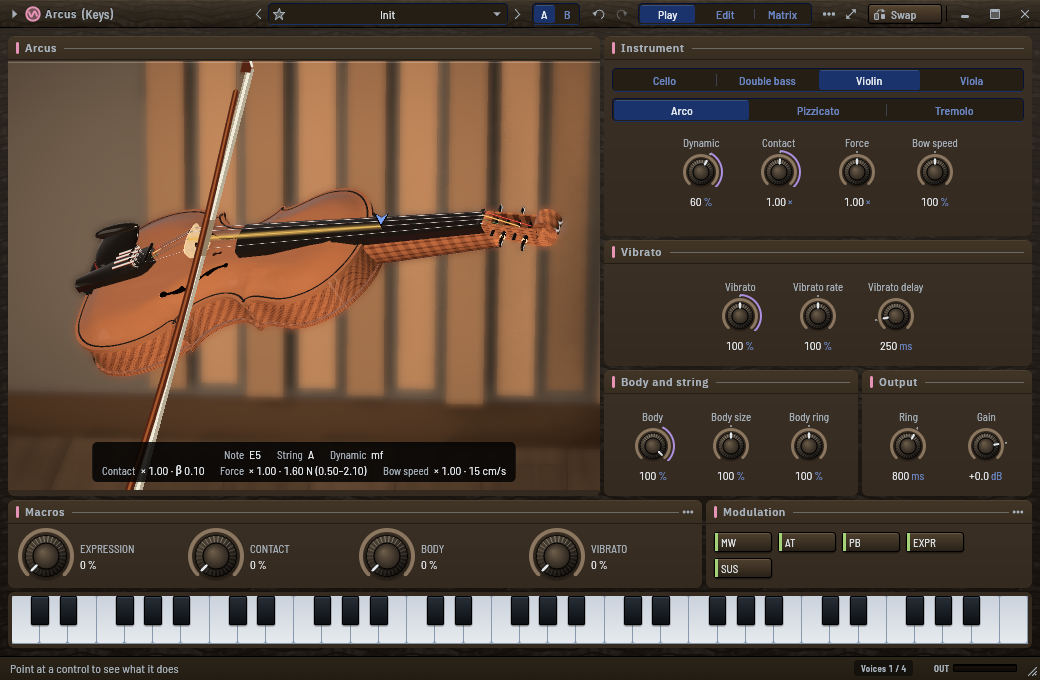 Arcus (Keys)
Init
A B
Play Edit Matrix
Swap
Arcus
Note E5 String A Dynamic mf
Contact × 1.00 · β 0.10 Force × 1.00 · 1.60 N (0.50–2.10) Bow speed × 1.00 · 15 cm/s
Instrument
Cello Double bass Violin Viola
Arco Pizzicato Tremolo
Dynamic Contact Force Bow speed
60 % 1.00 × 1.00 × 100 %
Vibrato
Vibrato Vibrato rate Vibrato delay
100 % 100 % 250 ms
Body and string
Body Body size Body ring
100 % 100 % 100 %
Output
Ring Gain
800 ms +0.0 dB
Macros
EXPRESSION CONTACT BODY VIBRATO
0 % 0 % 0 % 0 %
Modulation
MW AT PB EXPR
SUS
Point at a control to see what it does
Voices 1 / 4 OUT